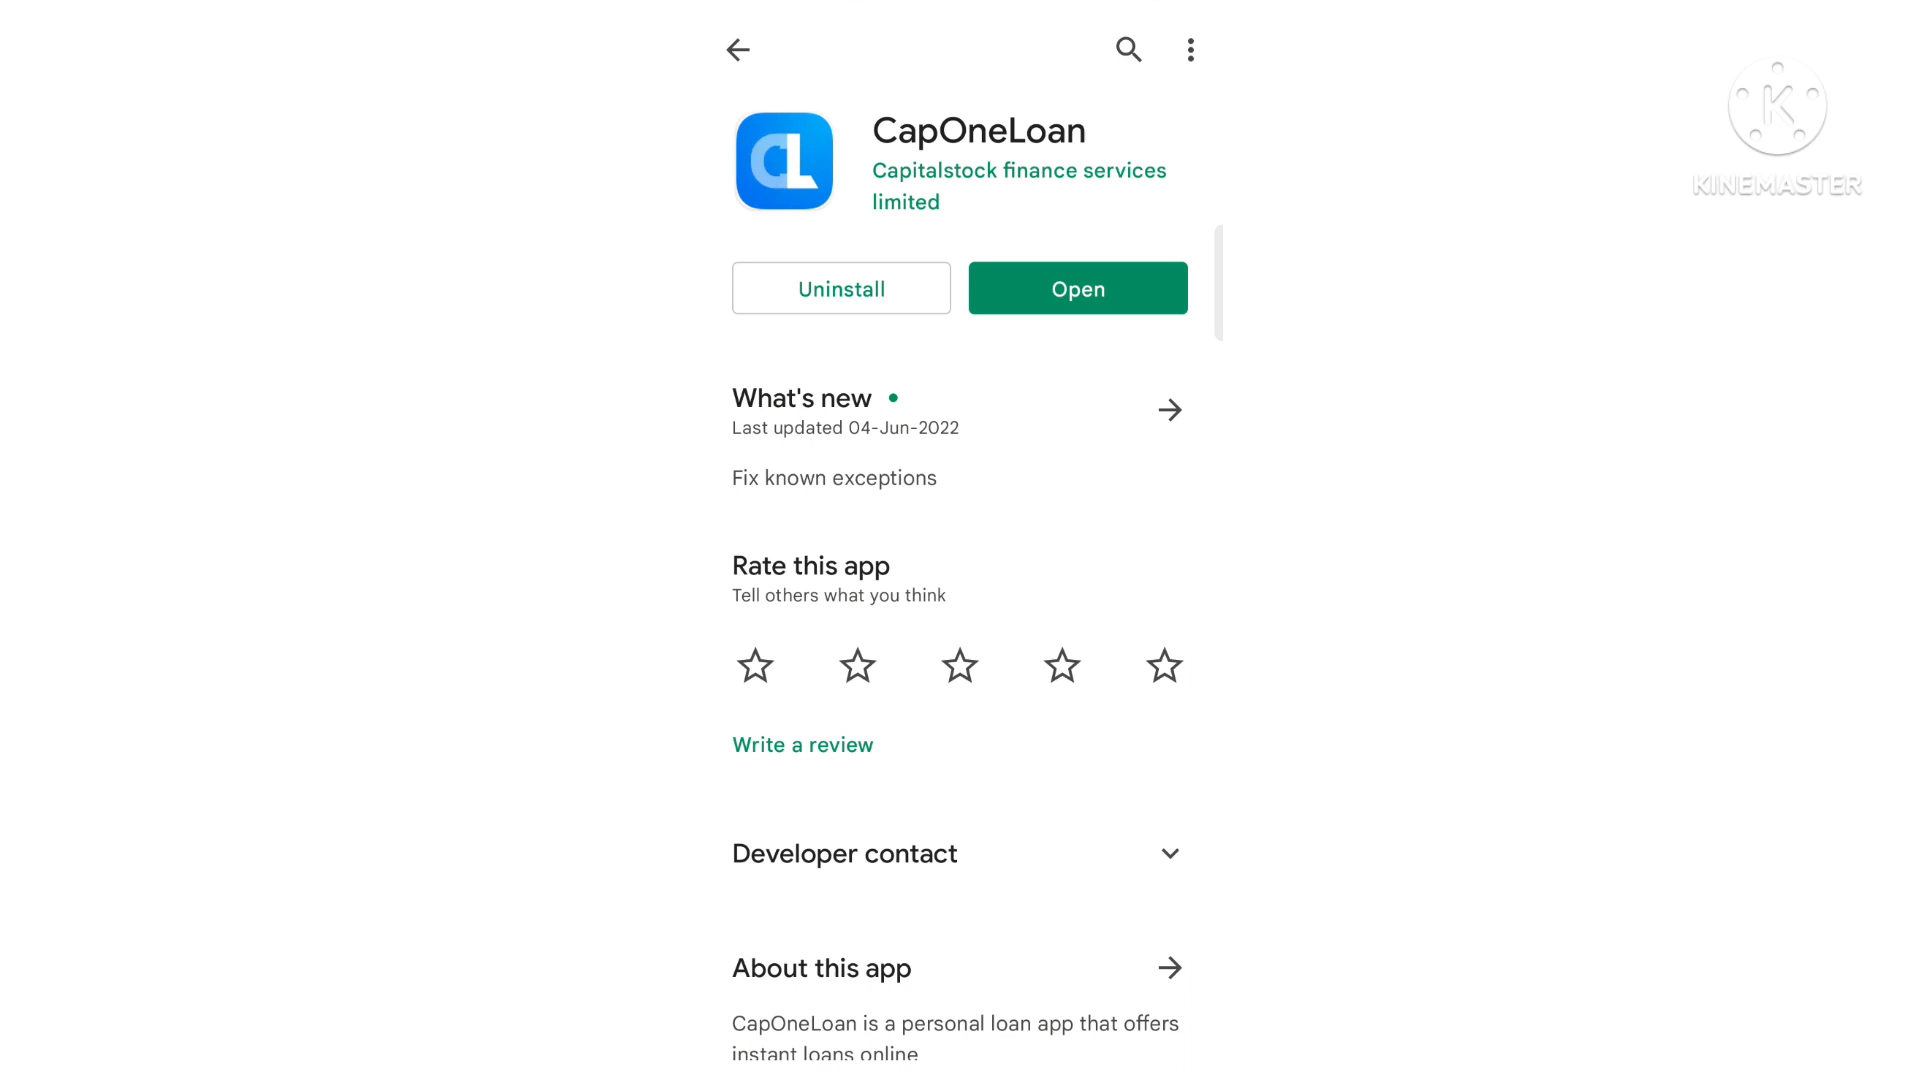 CapOneLoan
Capitalstock finance services
limited
CL
Uninstall
Open
What's new
Last updated 04-Jun-2022
Fix known exceptions
Rate this app
Tell others what you think
Write a review
Developer contact
About this app
CapOneLoan is a personal loan app that offers
instant loans online
K
KINEMASTER